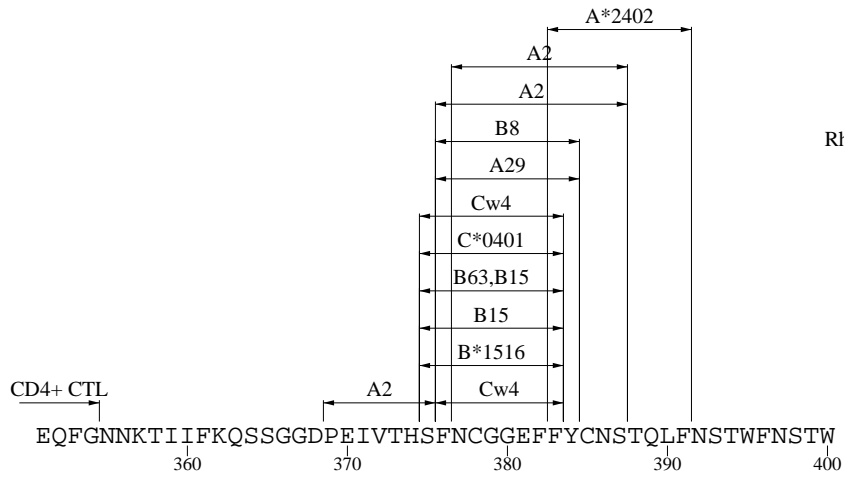 A*2402
A2
A2
B8
A29
Cw4
C*0401
B63,B15
B15
B*1516
CD4+ CTL A2 Cw4
EQFGNNKTIIFKQSSGGDPEIVTHSFNCGGEFFYCNSTQLFNSTWFNSTW
360 370 380 390 400